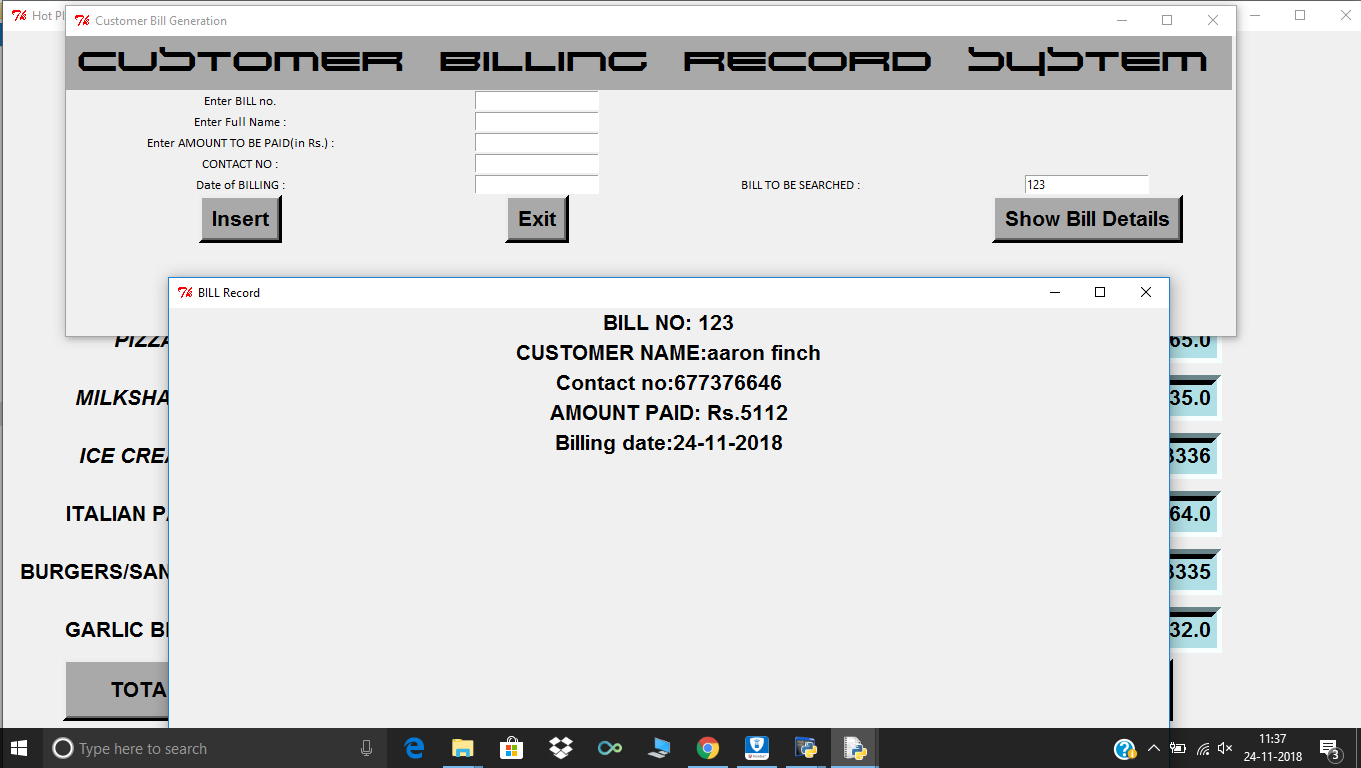 Hot Pl
Customer Bill Generation
CUSTOMER BILLING RECORD SYSTEM
Enter BILL no.
Enter Full Name :
Enter AMOUNT TO BE PAID(in Rs.) :
CONTACT NO :
Date of BILLING :
BILL TO BE SEARCHED :
123
Insert
Exit
Show Bill Details
BILL Record
BILL NO: 123
CUSTOMER NAME:aaron finch
Contact no:677376646
AMOUNT PAID: Rs.5112
Billing date:24-11-2018
PIZZA
65.0
MILKSHA
35.0
ICE CREA
3336
ITALIAN PA
64.0
BURGERS/SAN
3335
GARLIC B
32.0
TOTA
Type here to search
11:37
24-11-2018
3